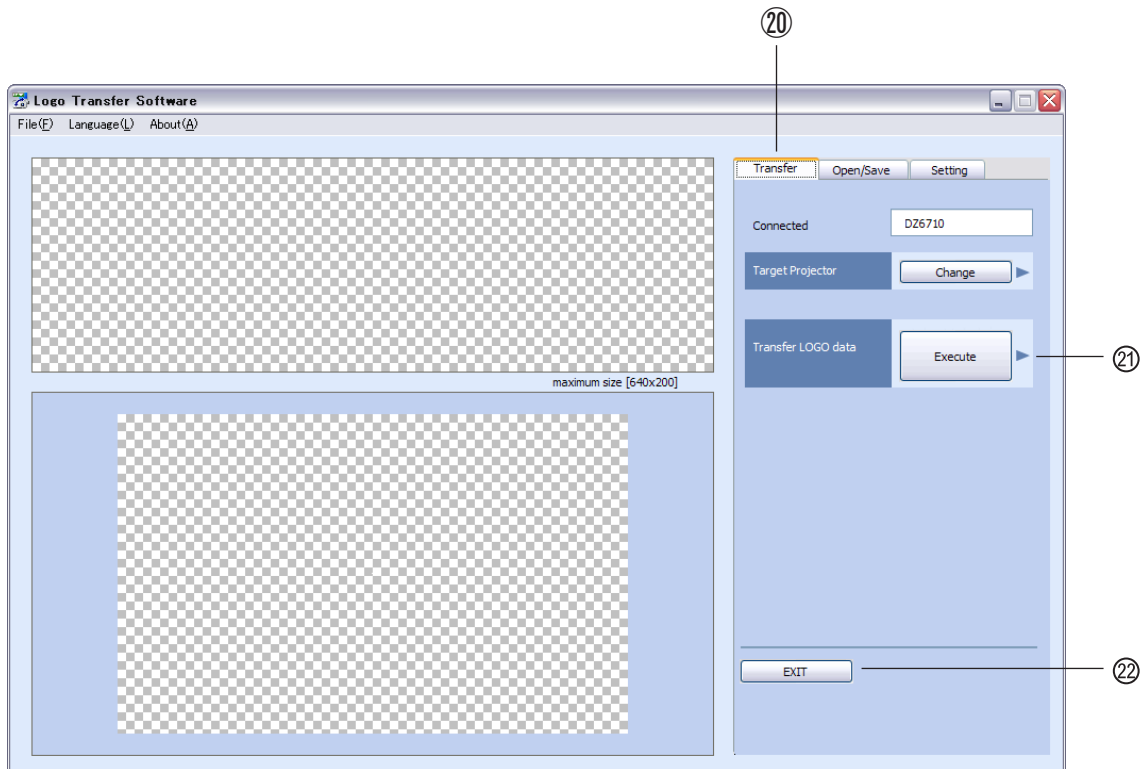 ⑳
Logo Transfer Software
File(F) Language(L) About(A)
Transfer Open/Save Setting
Connected DZ6710
Target Projector Change
Transfer LOGO data Execute
㉑
maximum size [640x200]
EXIT
㉒